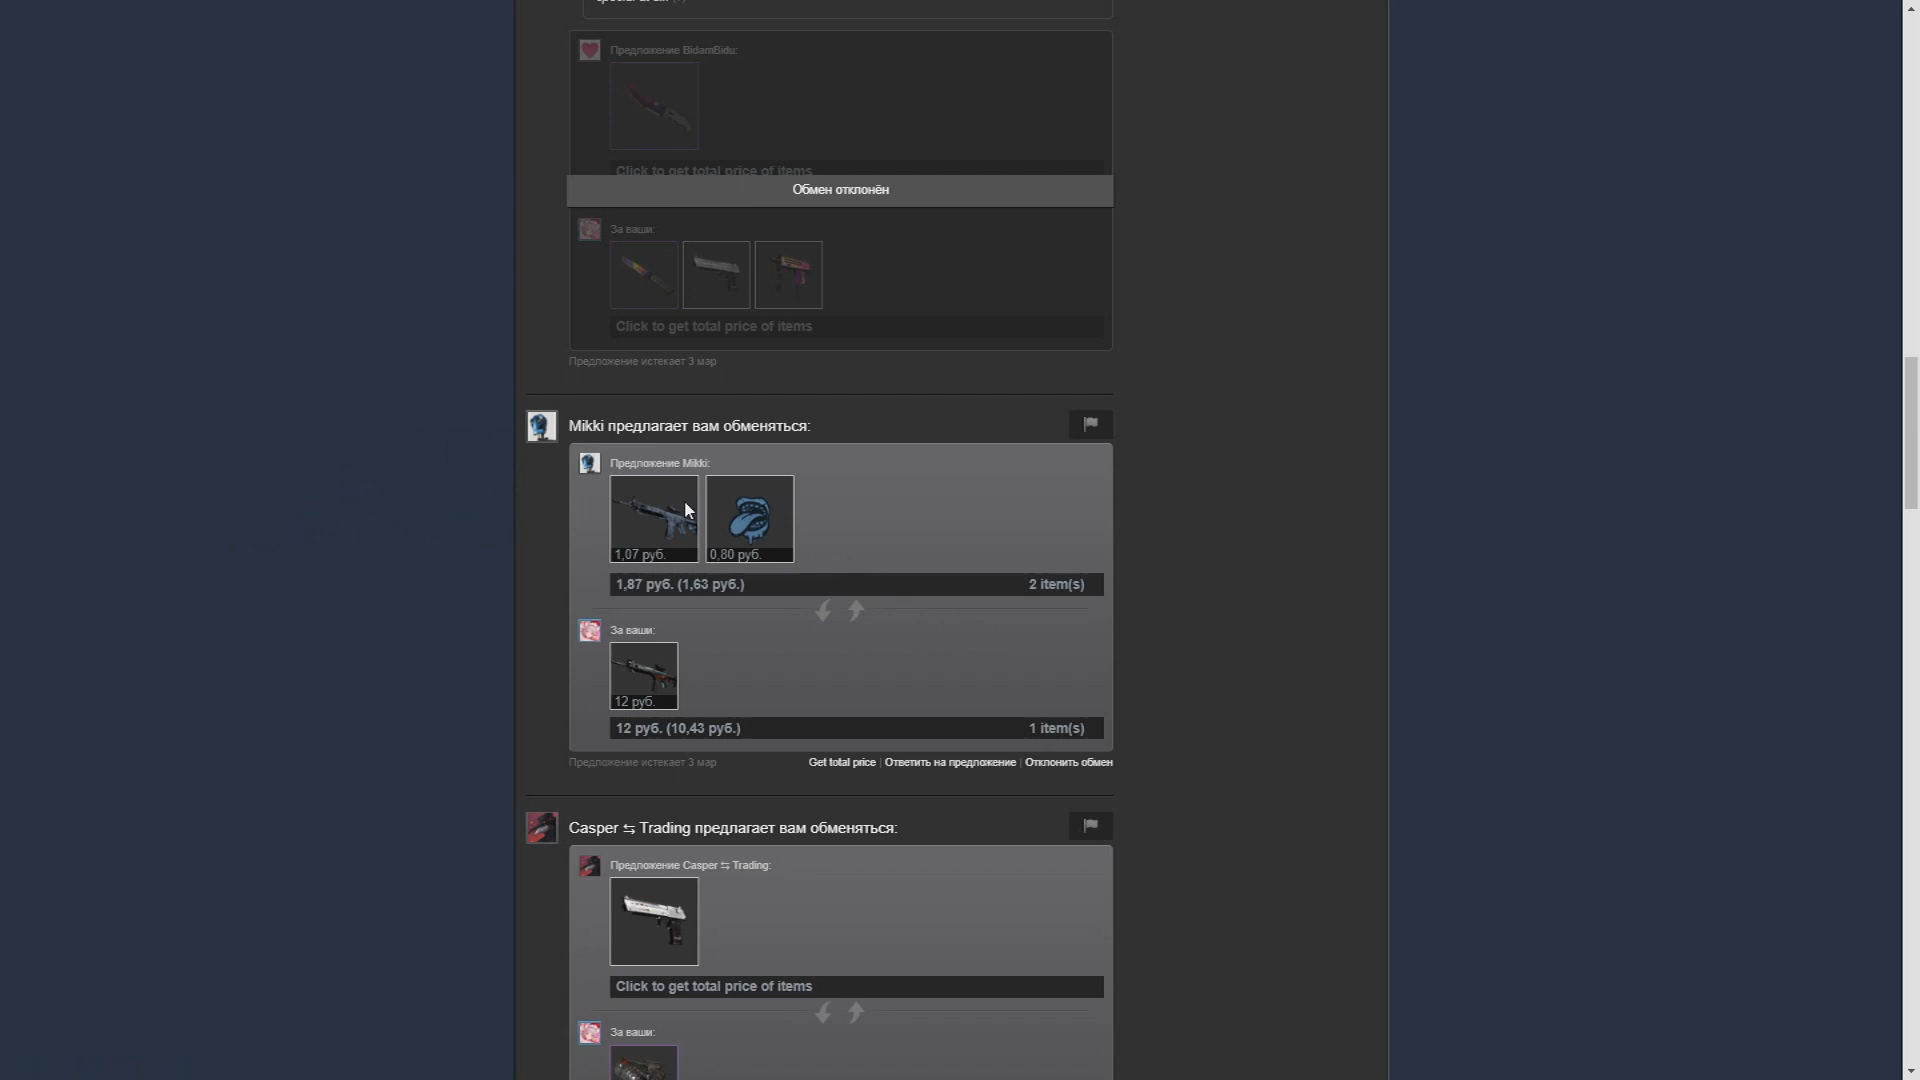 Предложение BidamBidu:
Click to get total price of items
Обмен отклонён
За ваши:
Click to get total price of items
Предложение истекает 3 мар
Mikki предлагает вам обменяться:
Предложение Mikki:
1,07 руб.
0,80 руб.
1,87 руб. (1,63 руб.)
2 item(s)
За ваши:
12 руб.
12 руб. (10,43 руб.)
1 item(s)
Предложение истекает 3 мар
Get total price | Ответить на предложение | Отклонить обмен
Casper ⇆ Trading предлагает вам обменяться:
Предложение Casper ⇆ Trading:
Click to get total price of items
За ваши: